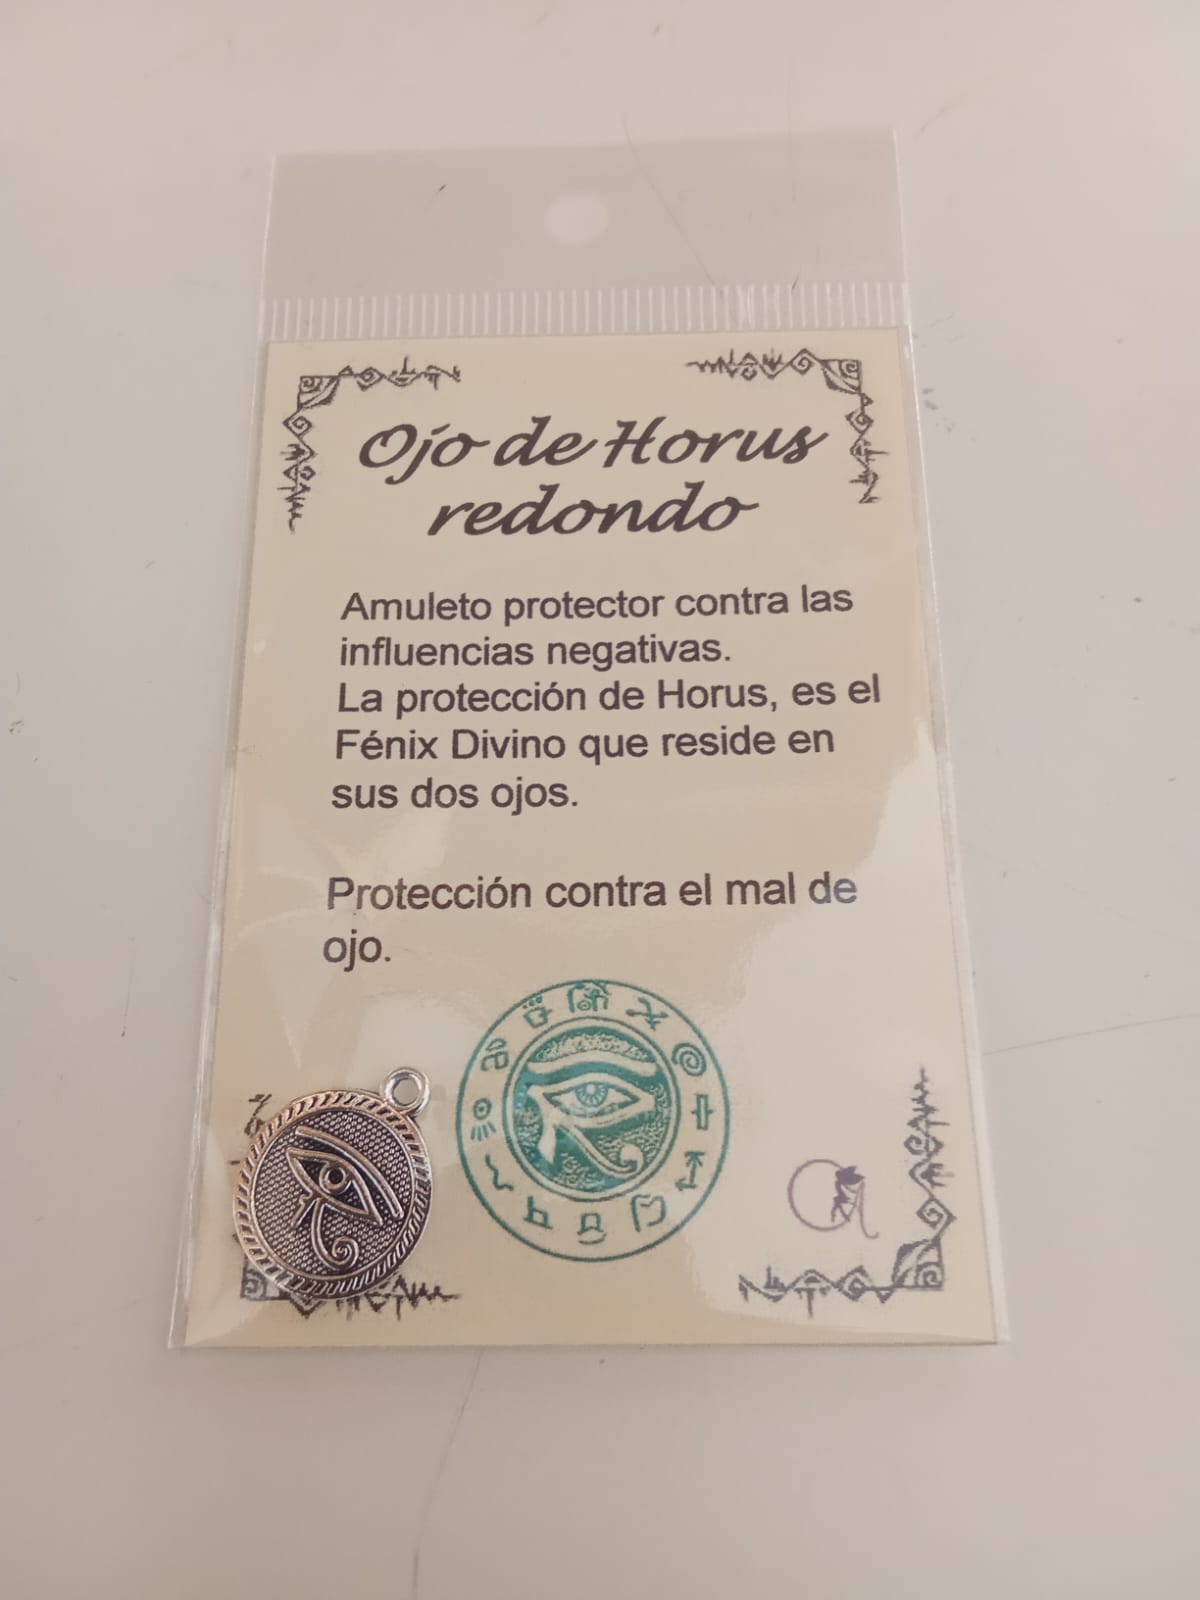 Ojo de Horus
redondo
Amuleto protector contra las
influencias negativas.
La protección de Horus, es el
Fénix Divino que reside en
sus dos ojos.
Protección contra el mal de
ojo.